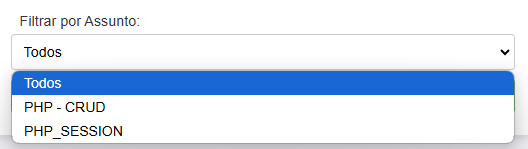 Filtrar por Assunto:
Todos
Todos
PHP - CRUD
PHP_SESSION